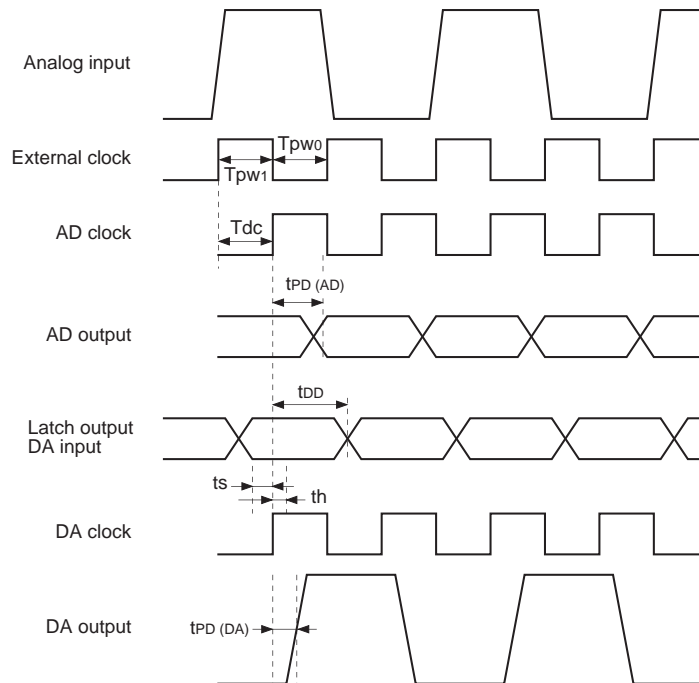 Analog input
External clock
Tpw1
Tpw0
AD clock
Tdc
tPD (AD)
AD output
tDD
Latch output
DA input
ts
th
DA clock
tPD (DA)
DA output